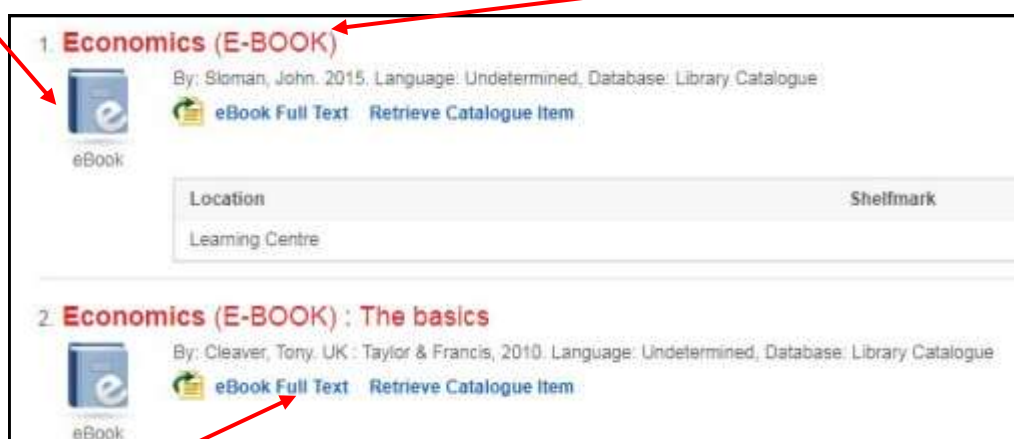 1. Economics (E-BOOK)
By: Sloman, John. 2015. Language: Undetermined, Database: Library Catalogue
eBook Full Text Retrieve Catalogue Item
eBook
Location Shelfmark
Learning Centre
2. Economics (E-BOOK) : The basics
By: Cleaver, Tony. UK : Taylor & Francis, 2010. Language: Undetermined, Database: Library Catalogue
eBook Full Text Retrieve Catalogue Item
eBook